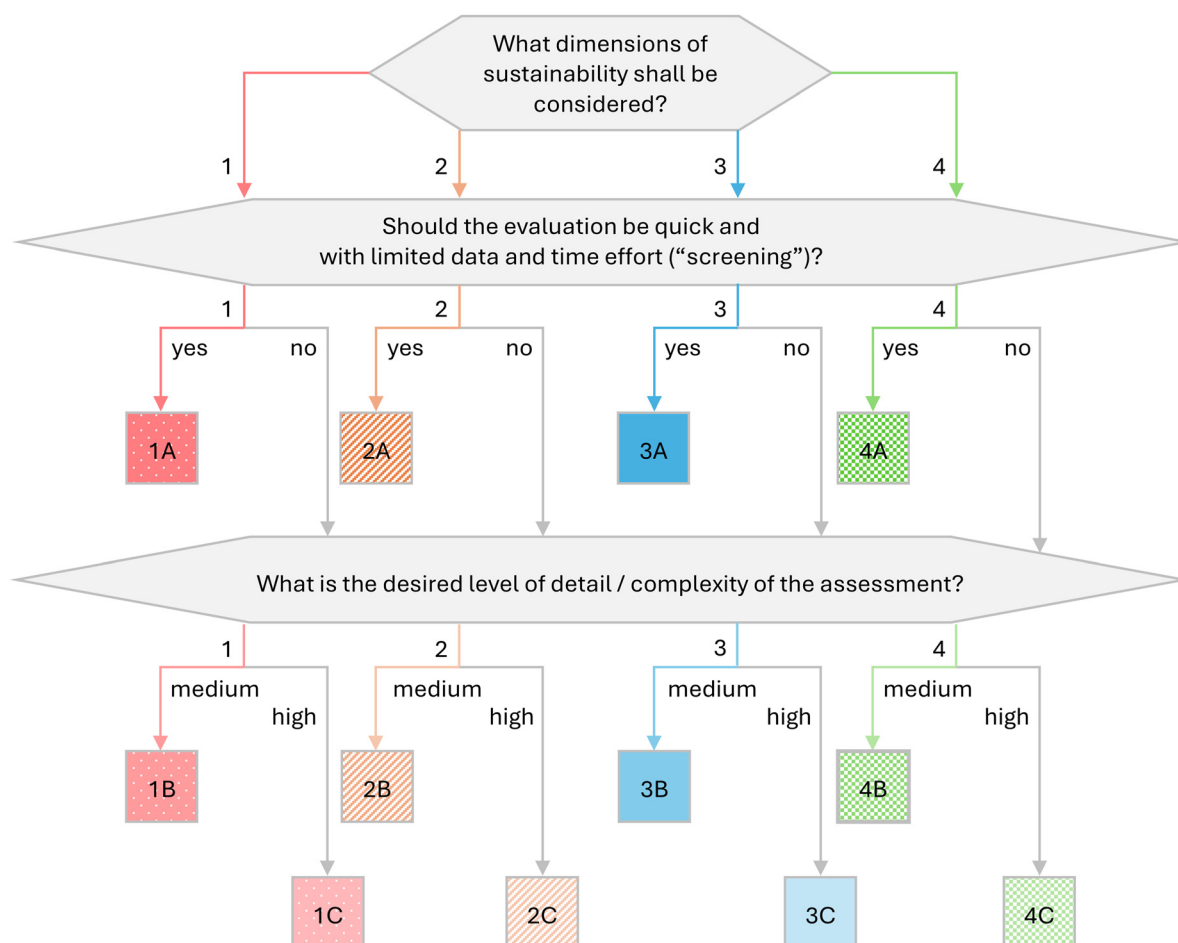 What dimensions of
sustainability shall be
considered?
1
2
3
4
Should the evaluation be quick and
with limited data and time effort (“screening”)?
1
2
3
4
yes
no
yes
no
yes
no
yes
no
1A
2A
3A
4A
What is the desired level of detail / complexity of the assessment?
1
2
3
4
medium
high
medium
high
medium
high
medium
high
1B
2B
3B
4B
1C
2C
3C
4C